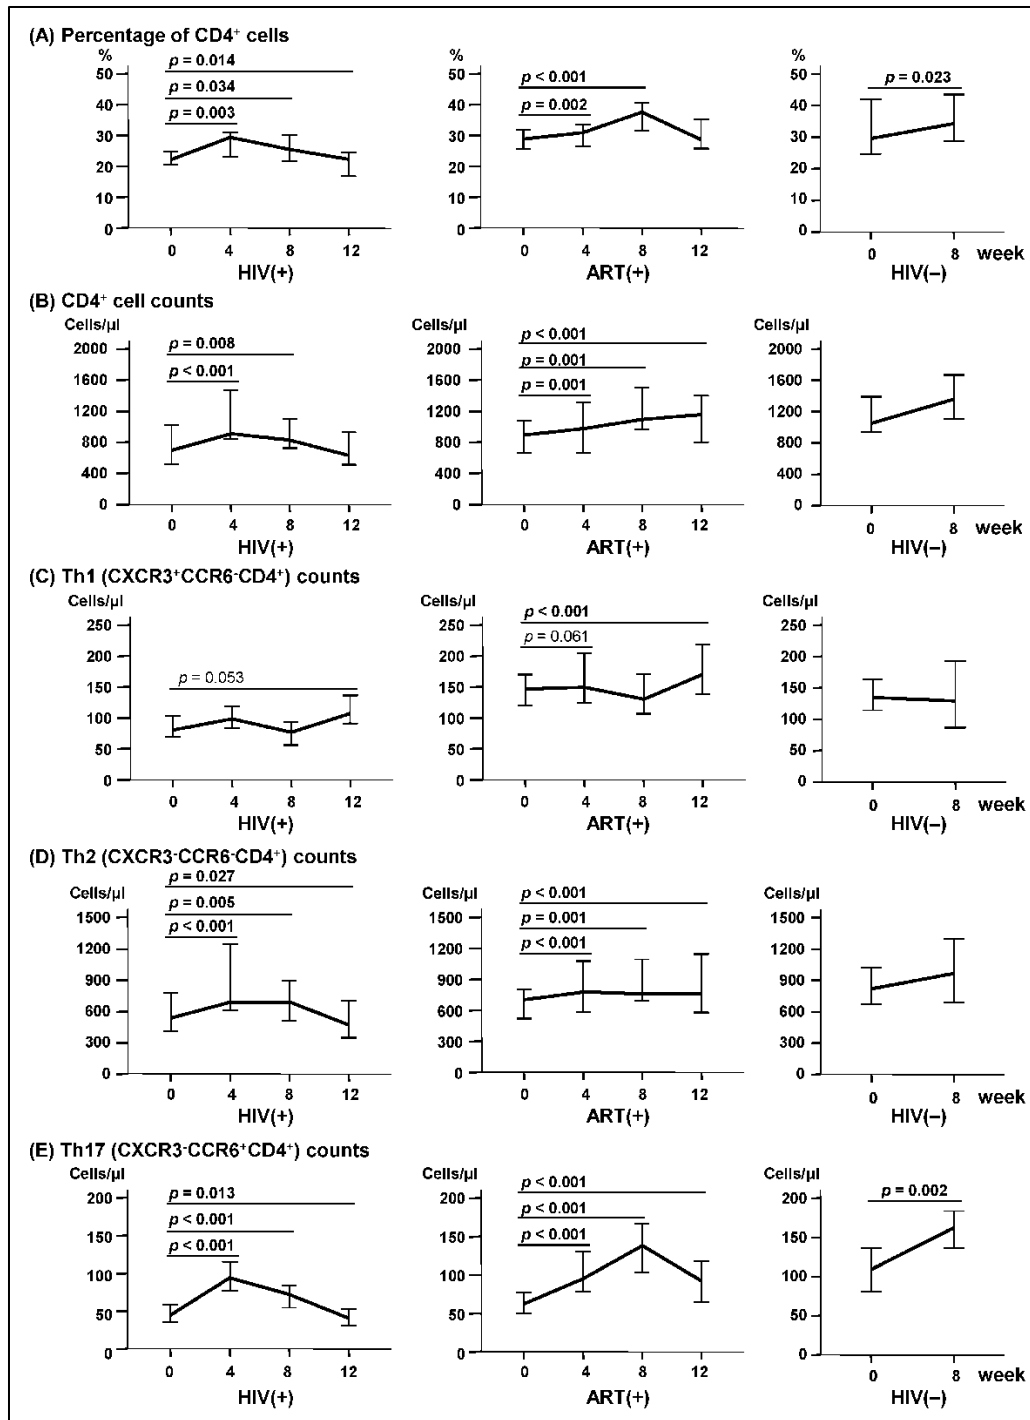 (A) Percentage of CD4⁺ cells
% % %
p = 0.014
p = 0.034
p = 0.003
50
40
30
20
10
0
0 4 8 12
HIV(+)
p < 0.001
p = 0.002
50
40
30
20
10
0
0 4 8 12
ART(+)
p = 0.023
50
40
30
20
10
0
0 8 week
HIV(–)
(B) CD4⁺ cell counts
Cells/µl Cells/µl Cells/µl
p = 0.008
p < 0.001
2000
1600
1200
800
400
0
0 4 8 12
HIV(+)
p < 0.001
p = 0.001
p = 0.001
2000
1600
1200
800
400
0
0 4 8 12
ART(+)
2000
1600
1200
800
400
0
0 8 week
HIV(–)
(C) Th1 (CXCR3⁺CCR6⁻CD4⁺) counts
Cells/µl Cells/µl Cells/µl
p = 0.053
250
200
150
100
50
0
0 4 8 12
HIV(+)
p < 0.001
p = 0.061
250
200
150
100
50
0
0 4 8 12
ART(+)
250
200
150
100
50
0
0 8 week
HIV(–)
(D) Th2 (CXCR3⁻CCR6⁻CD4⁺) counts
Cells/µl Cells/µl Cells/µl
p = 0.027
p = 0.005
p < 0.001
1500
1200
900
600
300
0
0 4 8 12
HIV(+)
p < 0.001
p = 0.001
p < 0.001
1500
1200
900
600
300
0
0 4 8 12
ART(+)
1500
1200
900
600
300
0
0 8 week
HIV(–)
(E) Th17 (CXCR3⁻CCR6⁺CD4⁺) counts
Cells/µl Cells/µl Cells/µl
p = 0.013
p < 0.001
p < 0.001
200
150
100
50
0
0 4 8 12
HIV(+)
p < 0.001
p < 0.001
p < 0.001
200
150
100
50
0
0 4 8 12
ART(+)
p = 0.002
200
150
100
50
0
0 8 week
HIV(–)